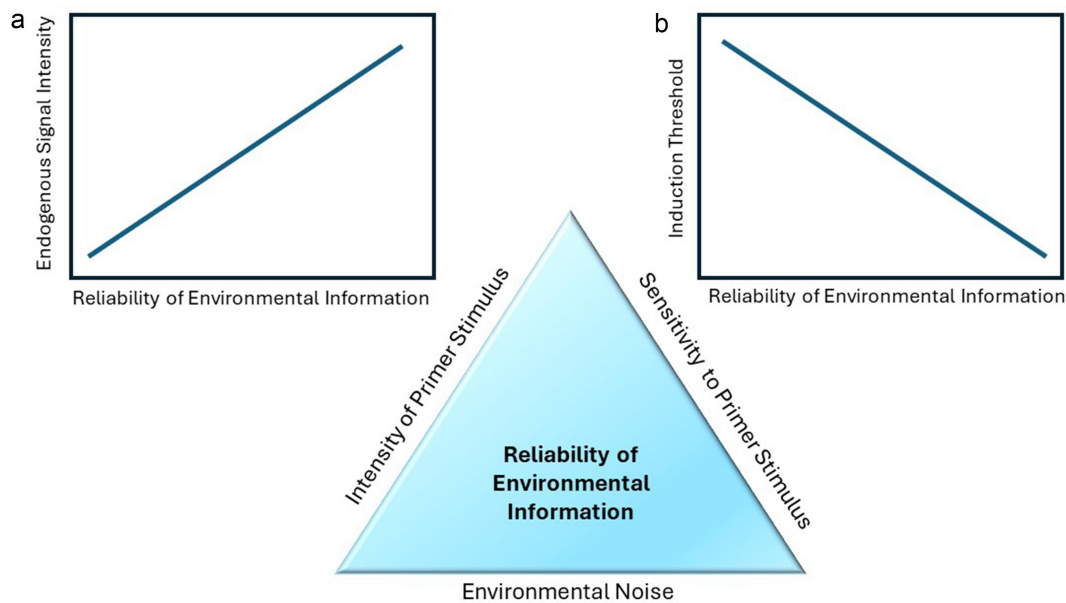 a
Endogenous Signal Intensity
Reliability of Environmental Information
b
Induction Threshold
Reliability of Environmental Information
Intensity of Primer Stimulus
Sensitivity to Primer Stimulus
Reliability of
Environmental
Information
Environmental Noise